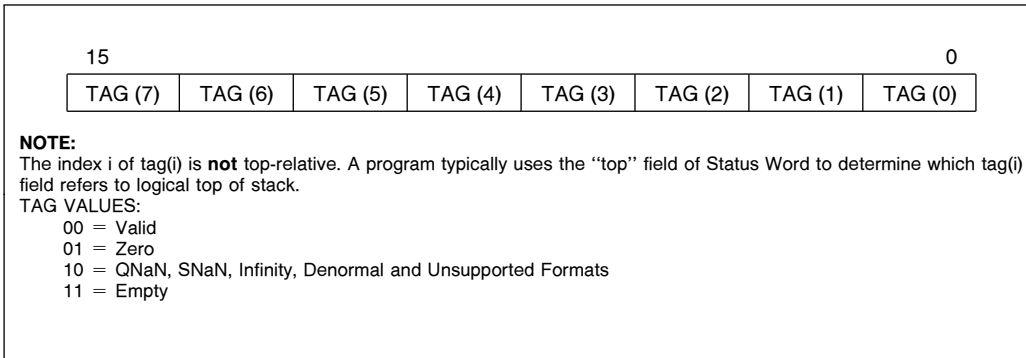 15 0
TAG (7) TAG (6) TAG (5) TAG (4) TAG (3) TAG (2) TAG (1) TAG (0)
NOTE:
The index i of tag(i) is not top-relative. A program typically uses the ‘‘top’’ field of Status Word to determine which tag(i)
field refers to logical top of stack.
TAG VALUES:
00 = Valid
01 = Zero
10 = QNaN, SNaN, Infinity, Denormal and Unsupported Formats
11 = Empty